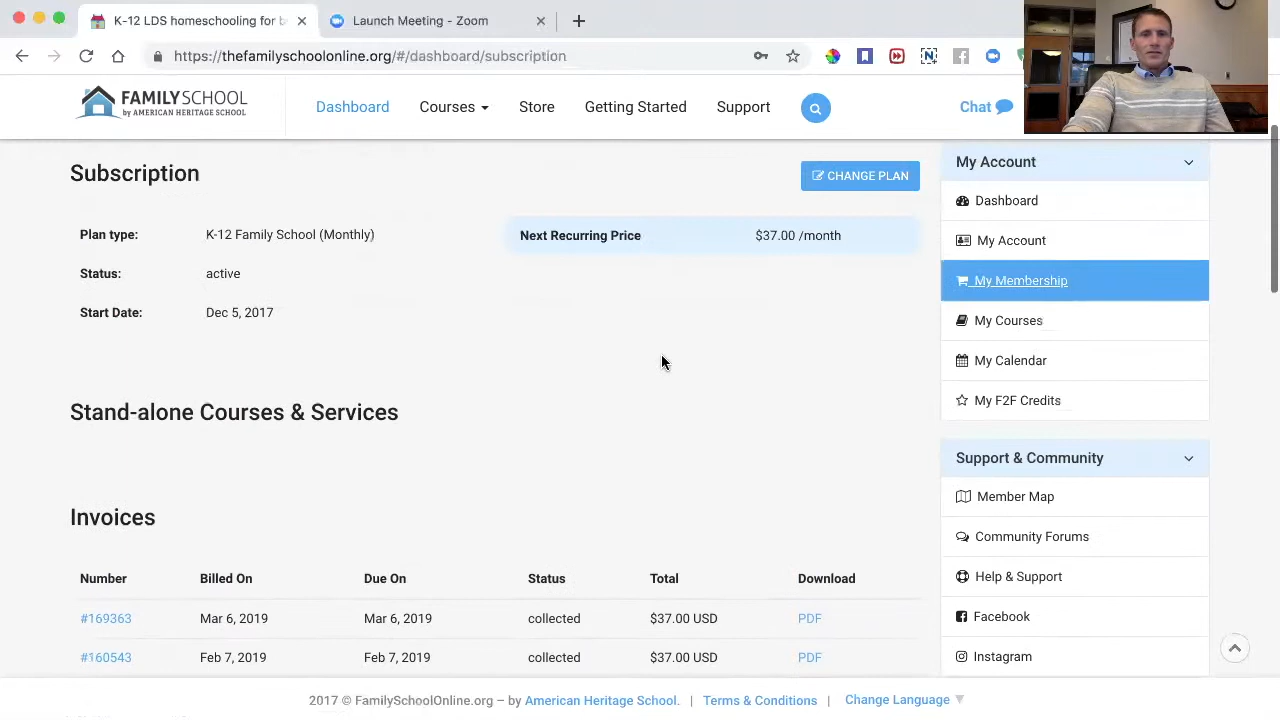 K-12 LDS homeschooling for b
Launch Meeting - Zoom
https://thefamilyschoolonline.org/#/dashboard/subscription
FAMILYSCHOOL
by AMERICAN HERITAGE SCHOOL
Dashboard
Courses
Store
Getting Started
Support
Chat
Subscription
CHANGE PLAN
Plan type: K-12 Family School (Monthly)
Next Recurring Price $37.00 /month
Status: active
Start Date: Dec 5, 2017
Stand-alone Courses & Services
Invoices
Number Billed On Due On Status Total Download
#169363 Mar 6, 2019 Mar 6, 2019 collected $37.00 USD PDF
#160543 Feb 7, 2019 Feb 7, 2019 collected $37.00 USD PDF
My Account
Dashboard
My Account
My Membership
My Courses
My Calendar
My F2F Credits
Support & Community
Member Map
Community Forums
Help & Support
Facebook
Instagram
2017 © FamilySchoolOnline.org – by American Heritage School. | Terms & Conditions | Change Language